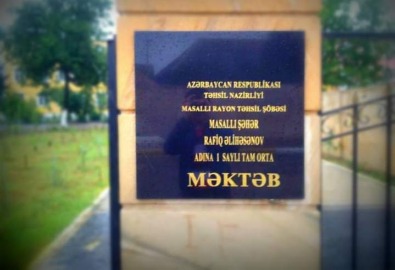 AZƏRBAYCAN RESPUBLİKASI
TƏHSİL NAZİRLİYİ
MASALLI RAYON TƏHSİL ŞÖBƏSİ
MASALLI ŞƏHƏR
RAFİQ ƏLİHƏSƏNOV
ADINA 1 SAYLI TAM ORTA
MƏKTƏB